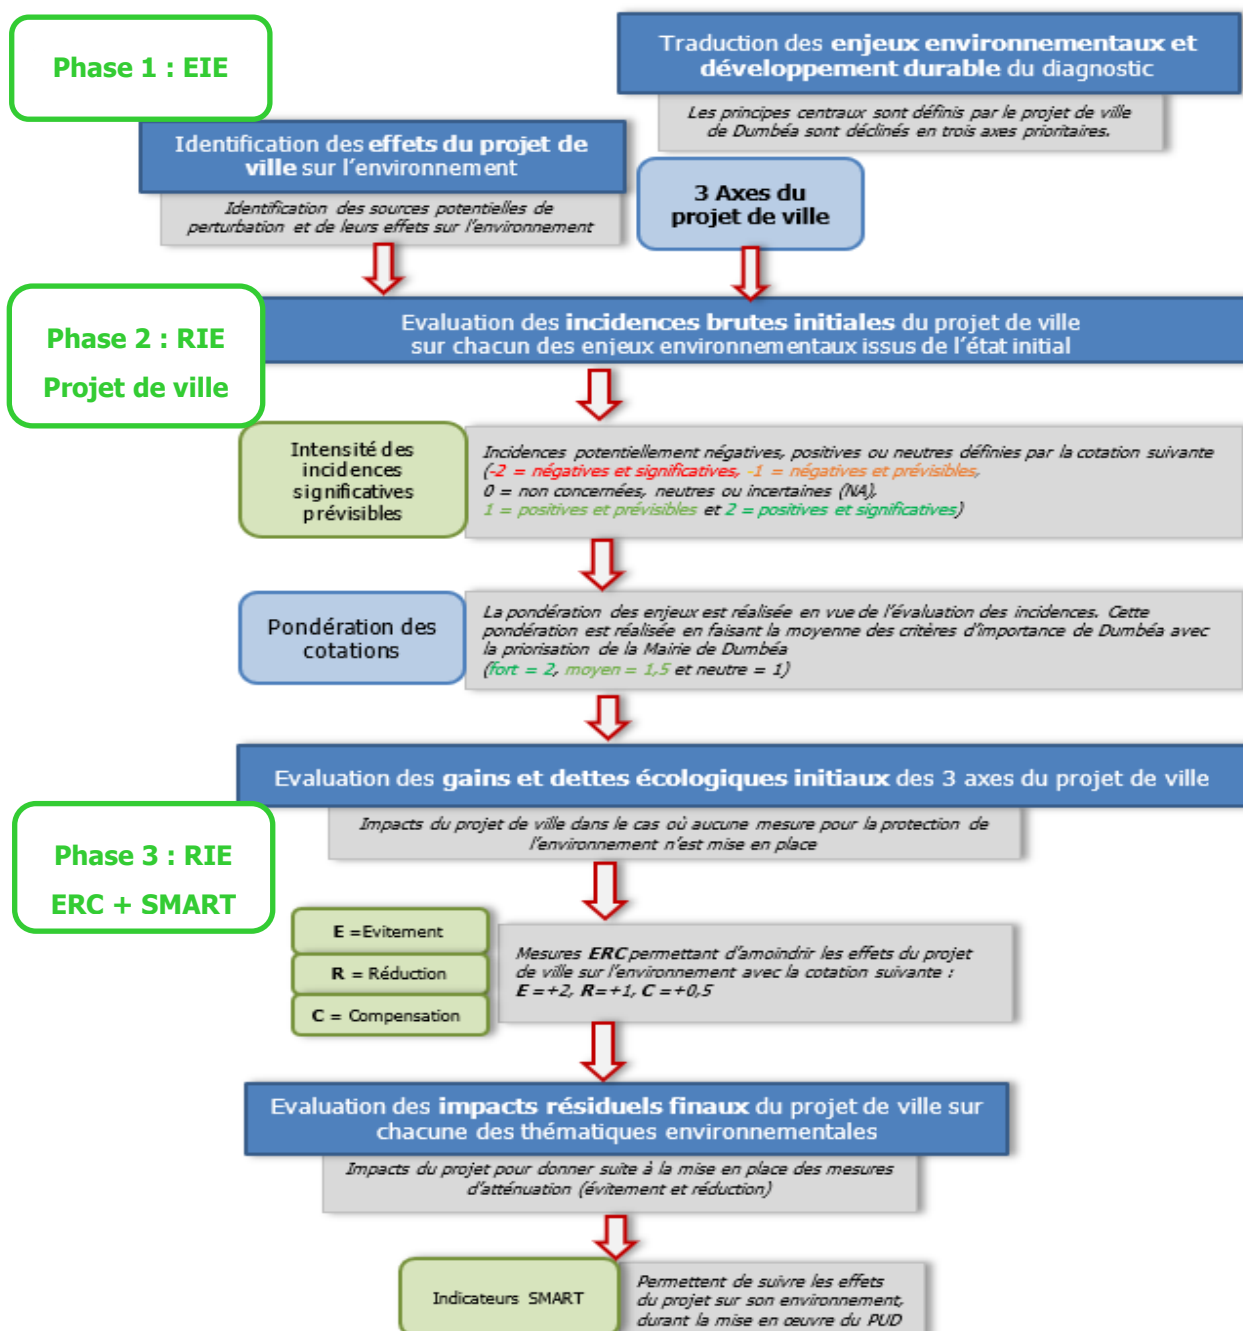 Phase 1 : EIE
Traduction des enjeux environnementaux et
développement durable du diagnostic
Les principes centraux sont définis par le projet de ville
de Dumbéa sont déclinés en trois axes prioritaires.
Identification des effets du projet de
ville sur l'environnement
Identification des sources potentielles de
perturbation et de leurs effets sur l'environnement
3 Axes du
projet de ville
Phase 2 : RIE
Projet de ville
Evaluation des incidences brutes initiales du projet de ville
sur chacun des enjeux environnementaux issus de l'état initial
Intensité des
incidences
significatives
prévisibles
Incidences potentiellement négatives, positives ou neutres définies par la cotation suivante
(-2 = négatives et significatives, -1 = négatives et prévisibles,
0 = non concernées, neutres ou incertaines (NA),
1 = positives et prévisibles et 2 = positives et significatives)
Pondération des
cotations
La pondération des enjeux est réalisée en vue de l'évaluation des incidences. Cette
pondération est réalisée en faisant la moyenne des critères d'importance de Dumbéa avec
la priorisation de la Mairie de Dumbéa
(fort = 2, moyen = 1,5 et neutre = 1)
Evaluation des gains et dettes écologiques initiaux des 3 axes du projet de ville
Impacts du projet de ville dans le cas où aucune mesure pour la protection de
l'environnement n'est mise en place
Phase 3 : RIE
ERC + SMART
E =Evitement
R = Réduction
C = Compensation
Mesures ERC permettant d'amoindrir les effets du projet
de ville sur l'environnement avec la cotation suivante :
E =+2, R=+1, C =+0,5
Evaluation des impacts résiduels finaux du projet de ville sur
chacune des thématiques environnementales
Impacts du projet pour donner suite à la mise en place des mesures
d'atténuation (évitement et réduction)
Indicateurs SMART
Permettent de suivre les effets
du projet sur son environnement,
durant la mise en œuvre du PUD